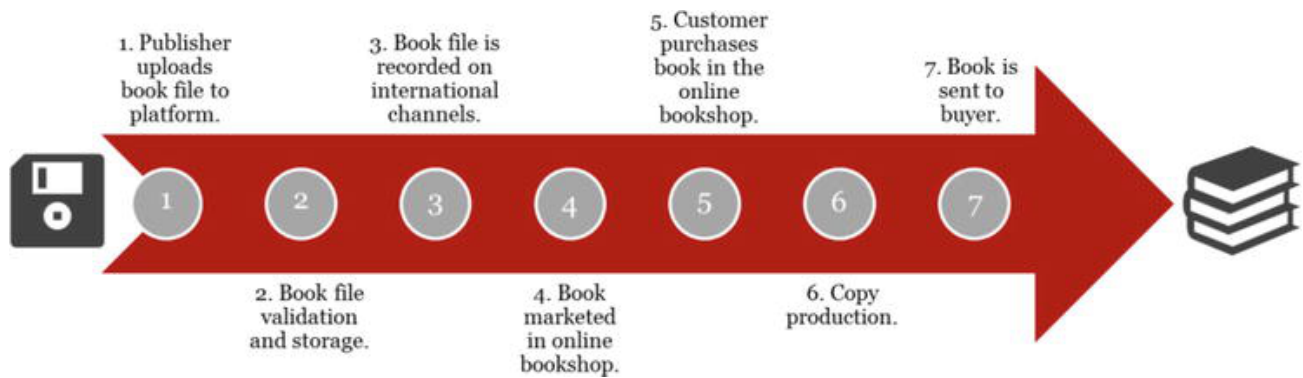 1. Publisher
uploads
book file to
platform.
3. Book file is
recorded on
international
channels.
5. Customer
purchases
book in the
online
bookshop.
7. Book is
sent to
buyer.
1
2
3
4
5
6
7
2. Book file
validation
and storage.
4. Book
marketed
in online
bookshop.
6. Copy
production.